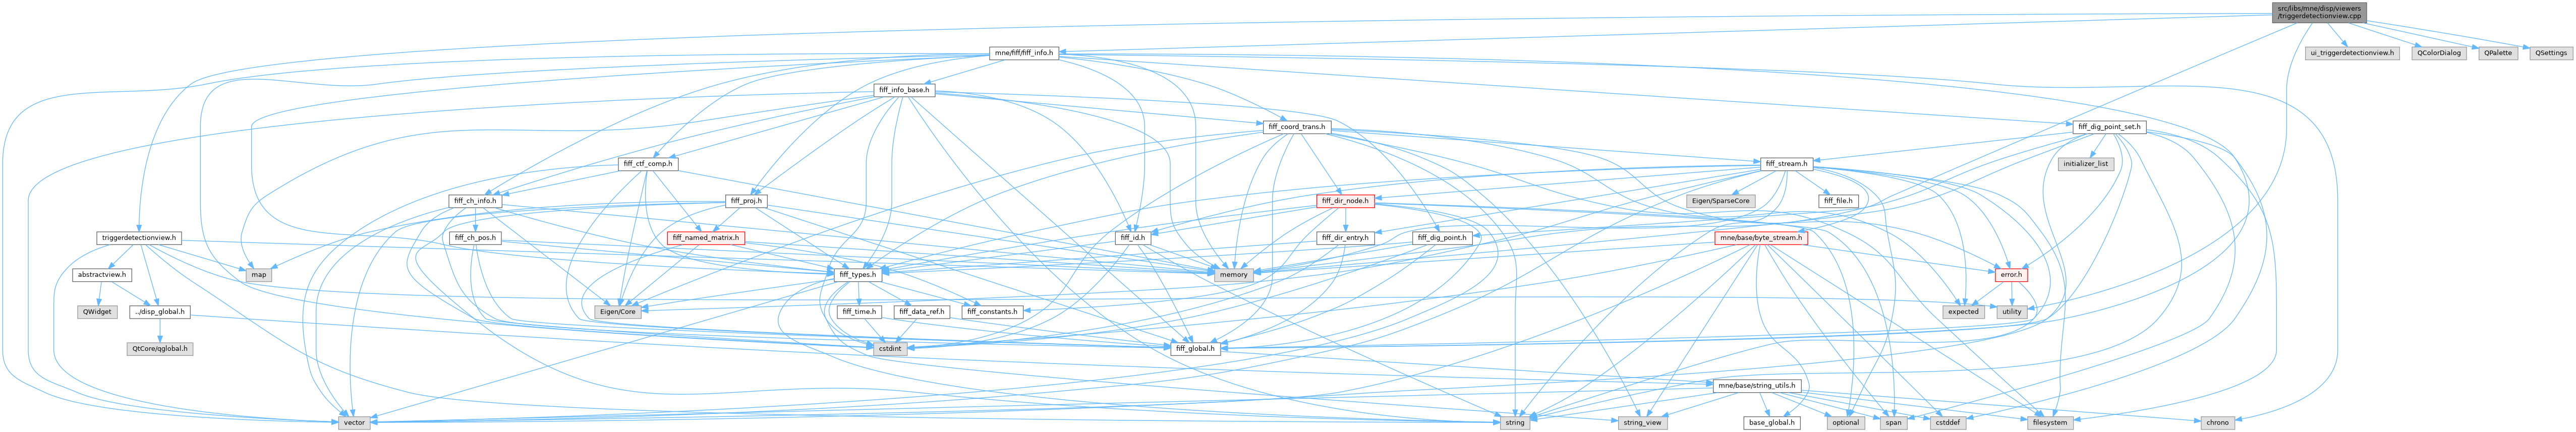 src/libs/mne/disp/viewers
/triggerdetectionview.cpp
mne/fiff/fiff_info.h
ui_triggerdetectionview.h
QColorDialog
QPalette
QSettings
fiff_info_base.h
fiff_coord_trans.h
fiff_dig_point_set.h
fiff_ctf_comp.h
fiff_stream.h
initializer_list
fiff_ch_info.h
fiff_proj.h
fiff_dir_node.h
Eigen/SparseCore
fiff_file.h
triggerdetectionview.h
fiff_ch_pos.h
fiff_named_matrix.h
fiff_id.h
fiff_dir_entry.h
fiff_dig_point.h
mne/base/byte_stream.h
abstractview.h
map
fiff_types.h
memory
error.h
QWidget
../disp_global.h
Eigen/Core
fiff_time.h
fiff_data_ref.h
fiff_constants.h
expected
utility
QtCore/qglobal.h
cstdint
fiff_global.h
mne/base/string_utils.h
vector
string
string_view
base_global.h
optional
span
cstddef
filesystem
chrono